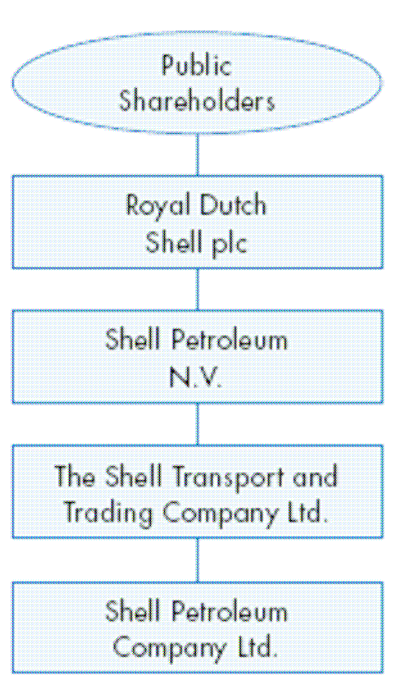 Public
Shareholders
Royal Dutch
Shell plc
Shell Petroleum
N.V.
The Shell Transport and
Trading Company Ltd.
Shell Petroleum
Company Ltd.